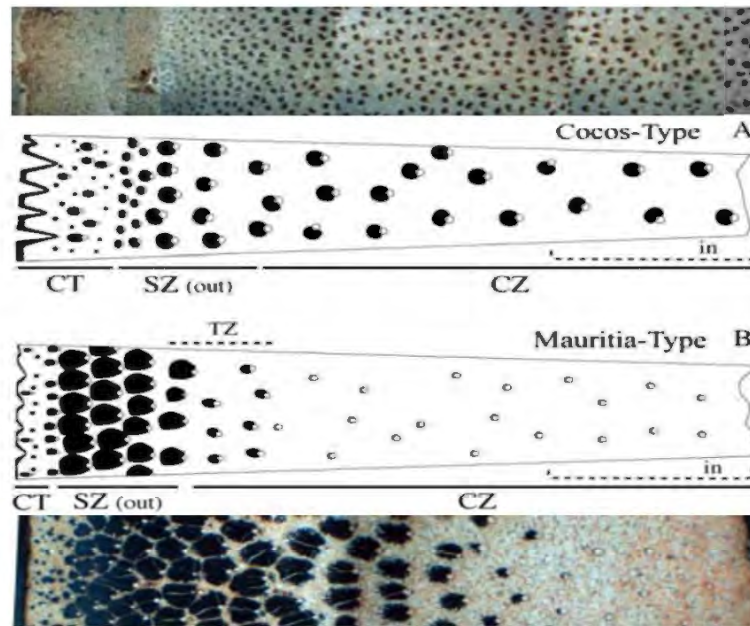 Cocos-Type A
in
CT SZ (out) CZ
TZ
Mauritia-Type B
in
CT SZ (out) CZ